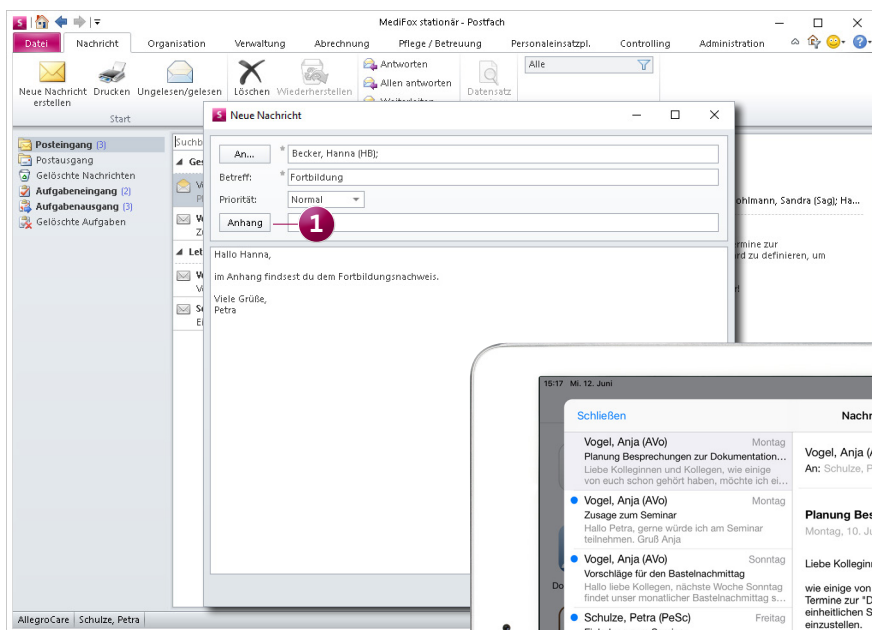 MediFox stationär - Postfach
Datei Nachricht Organisation Verwaltung Abrechnung Pflege / Betreuung Personaleinsatzpl. Controlling Administration
Neue Nachricht erstellen
Drucken
Ungelesen/gelesen
Löschen
Wiederherstellen
Antworten
Allen antworten
Datensatz
Alle
Start
Posteingang (3)
Postausgang
Gelöschte Nachrichten
Aufgabeneingang (2)
Aufgabenausgang (3)
Gelöschte Aufgaben
Suchb
Ges
Let
Neue Nachricht
An... * Becker, Hanna (HB);
Betreff: * Fortbildung
Priorität: Normal
Anhang 1
Hallo Hanna,
im Anhang findsest du dem Fortbildungsnachweis.
Viele Grüße,
Petra
ohlmann, Sandra (Sag); Ha...
rmine zur
rd zu definieren, um
15:17 Mi. 12. Juni
Schließen
Nachr
Vogel, Anja (AVo) Montag
Planung Besprechungen zur Dokumentation...
Liebe Kolleginnen und Kollegen, wie einige
von euch schon gehört haben, möchte ich ei...
Vogel, Anja (AVo) Montag
Zusage zum Seminar
Hallo Petra, gerne würde ich am Seminar
teilnehmen. Gruß Anja
Vogel, Anja (AVo) Sonntag
Vorschläge für den Bastelnachmittag
Hallo liebe Kollegen, nächste Woche Sonntag
findet unser monatlicher Bastelnachmittag s...
Schulze, Petra (PeSc) Freitag
Vogel, Anja (A
An: Schulze, P
Planung Bes
Montag, 10. Ju
Liebe Kolleginn
wie einige von
Termine zur "D
einheitlichen S
einzustellen.
Do
AllegroCare Schulze, Petra